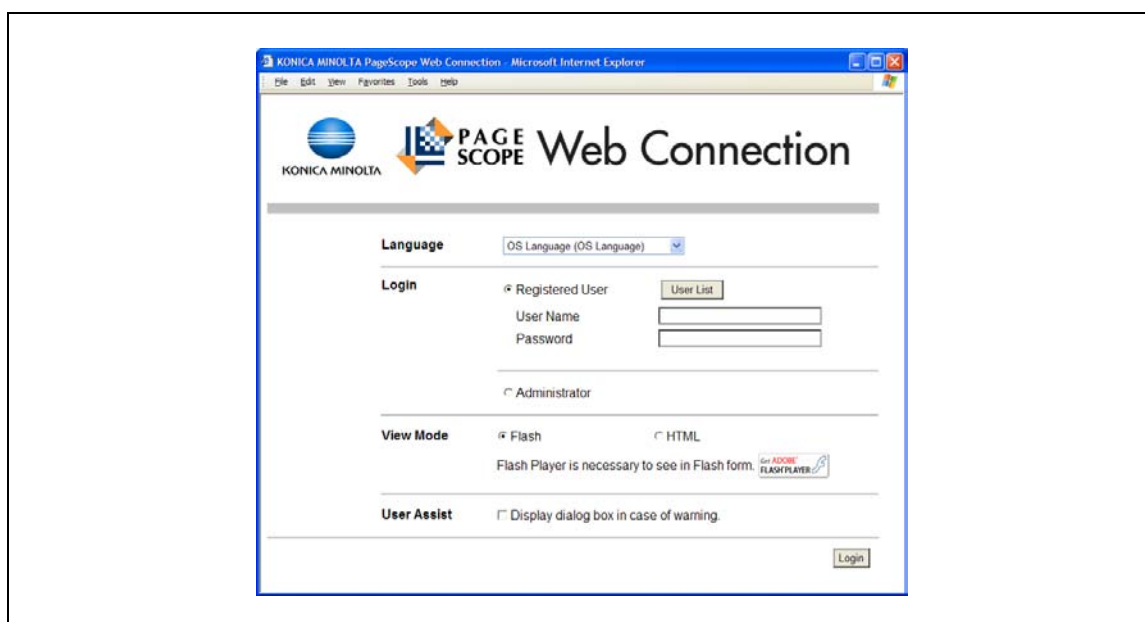 KONICA MINOLTA PageScope Web Connection - Microsoft Internet Explorer
File Edit View Favorites Tools Help
KONICA MINOLTA
PAGE SCOPE Web Connection
Language OS Language (OS Language)
Login Registered User User List
User Name
Password
Administrator
View Mode Flash HTML
Flash Player is necessary to see in Flash form. Get ADOBE FLASH PLAYER
User Assist Display dialog box in case of warning.
Login